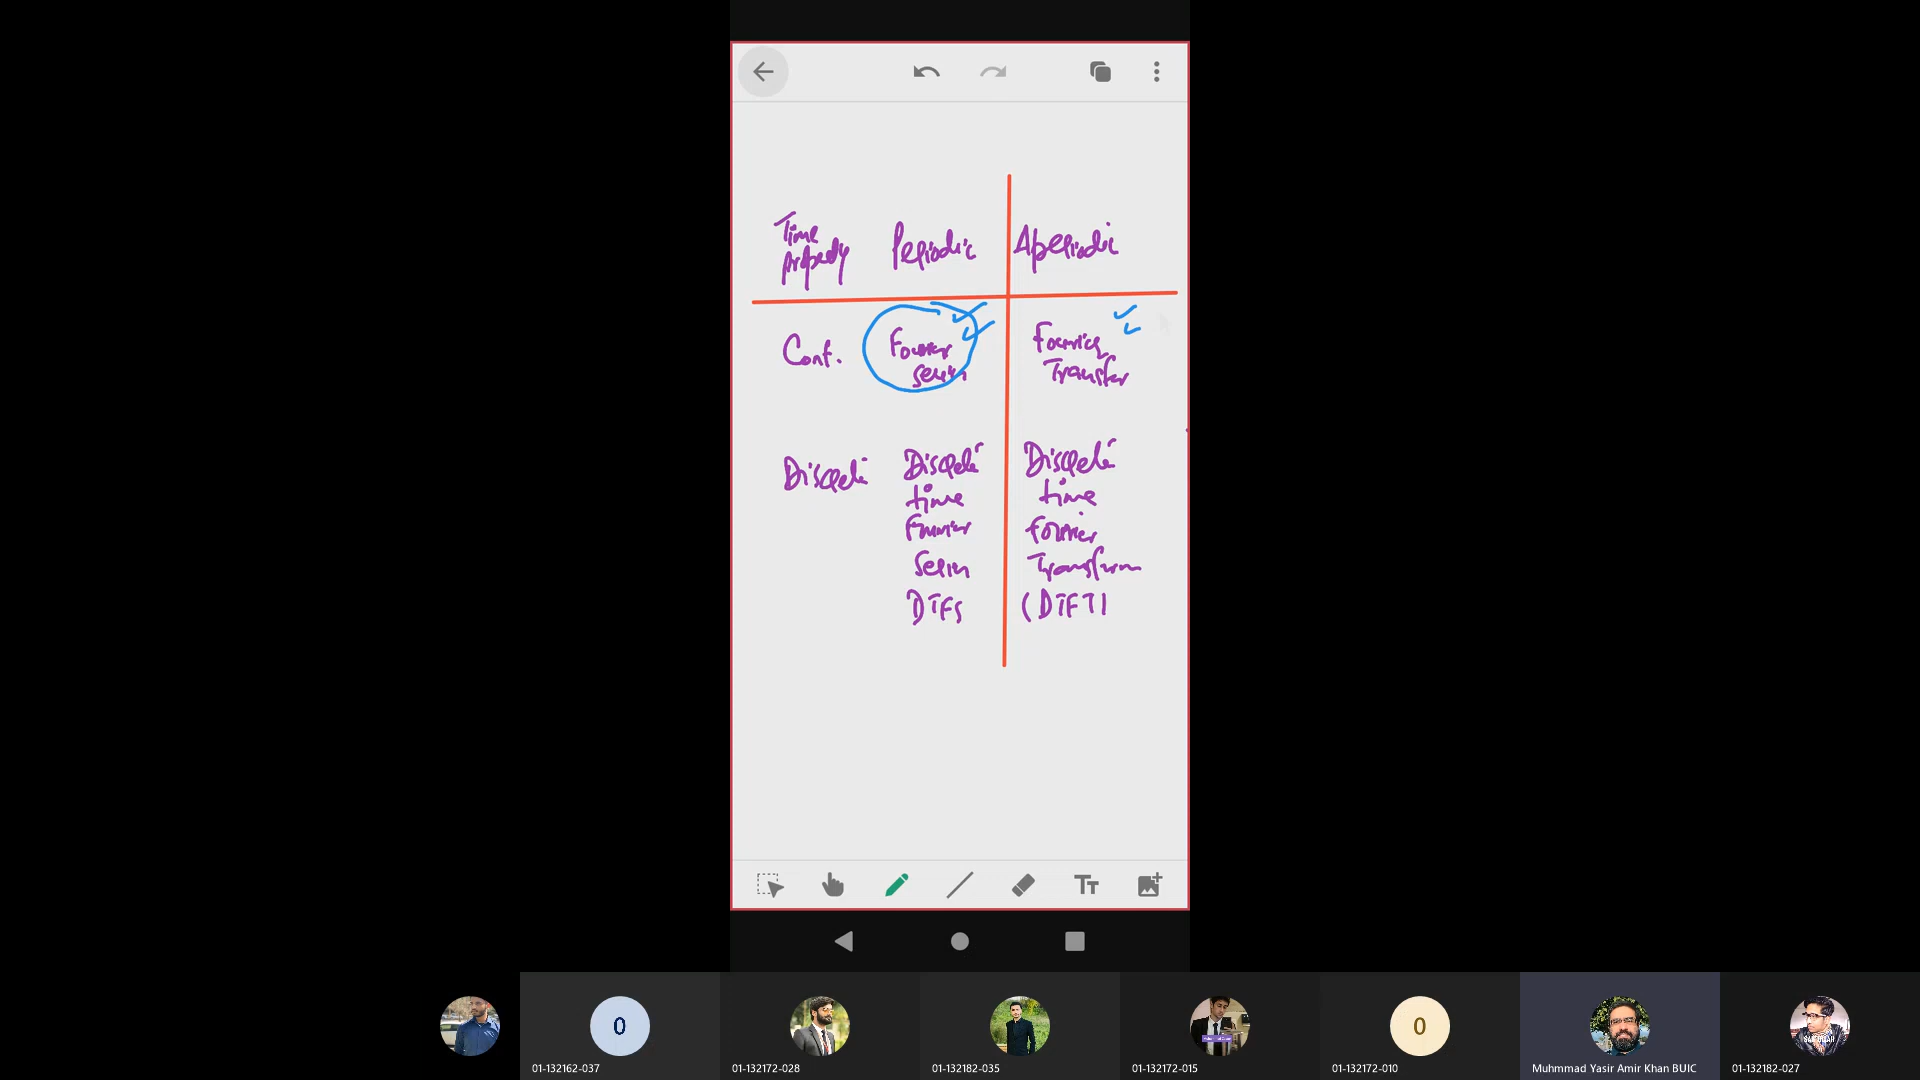 Time
Property
Periodic
Aperiodic
Cont.
Fourier
Series
Fourier
Transfer
Discrete
Discrete
time
Fourier
Series
DTFS
Discrete
time
Fourier
Transform
(DTFT)
Tт
0
0
01-132162-037
01-132172-028
01-132182-035
01-132172-015
01-132172-010
Muhmmad Yasir Amir Khan BUIC
01-132182-027